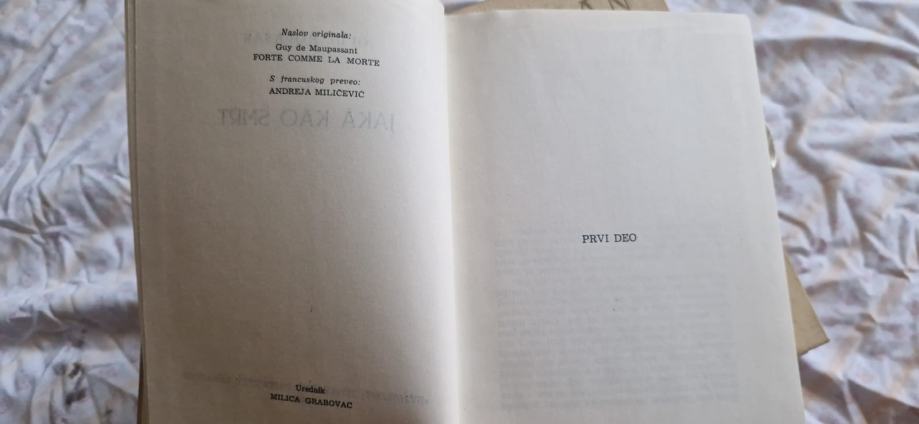 Naslov originala:
Guy de Maupassant
FORTE COMME LA MORTE
S francuskog preveo:
ANDREJA MILIČEVIĆ
JAKA KAO SMRT
Urednik
MILICA GRABOVAC
PRVI DEO